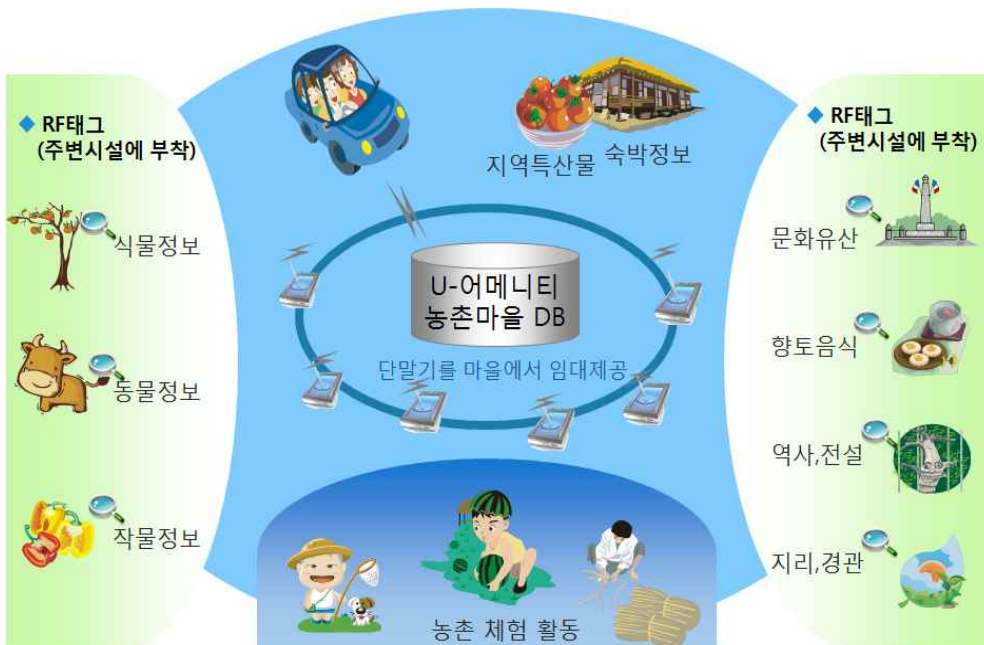 ◆ RF태그
(주변시설에 부착)
식물정보
동물정보
작물정보
지역특산물
숙박정보
U-어메니티
농촌마을 DB
단말기를 마을에서 임대제공
농촌 체험 활동
◆ RF태그
(주변시설에 부착)
문화유산
향토음식
역사,전설
지리,경관